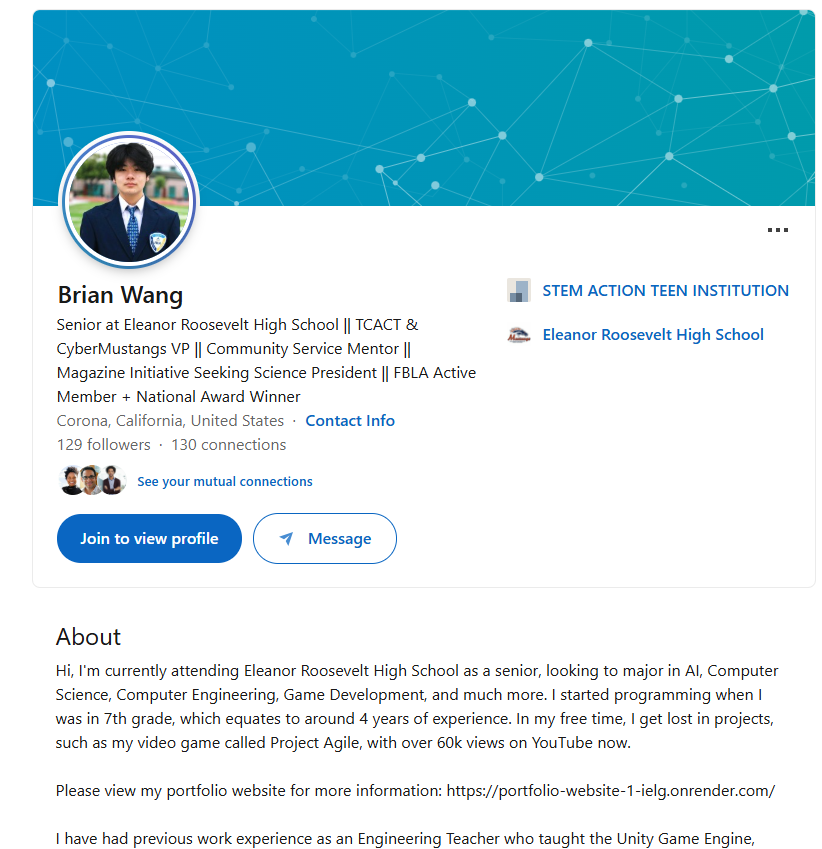 Brian Wang
Senior at Eleanor Roosevelt High School || TCACT &
CyberMustangs VP || Community Service Mentor ||
Magazine Initiative Seeking Science President || FBLA Active
Member + National Award Winner
Corona, California, United States · Contact Info
129 followers · 130 connections
See your mutual connections
Join to view profile
Message
STEM ACTION TEEN INSTITUTION
Eleanor Roosevelt High School
About
Hi, I'm currently attending Eleanor Roosevelt High School as a senior, looking to major in AI, Computer
Science, Computer Engineering, Game Development, and much more. I started programming when I
was in 7th grade, which equates to around 4 years of experience. In my free time, I get lost in projects,
such as my video game called Project Agile, with over 60k views on YouTube now.
Please view my portfolio website for more information: https://portfolio-website-1-ielg.onrender.com/
I have had previous work experience as an Engineering Teacher who taught the Unity Game Engine,